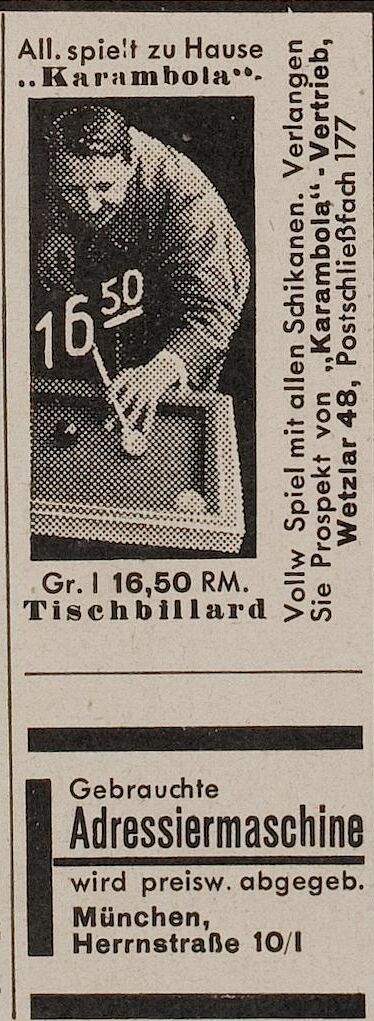 All. spielt zu Hause
„Karambola“-
16 50
Gr. I 16,50 RM.
Tischbillard
Vollw Spiel mit allen Schikanen. Verlangen
Sie Prospekt von „Karambola“-Vertrieb,
Wetzlar 48, Postschließfach 177
Gebrauchte
Adressiermaschine
wird preisw. abgegeb.
München,
Herrnstraße 10/I